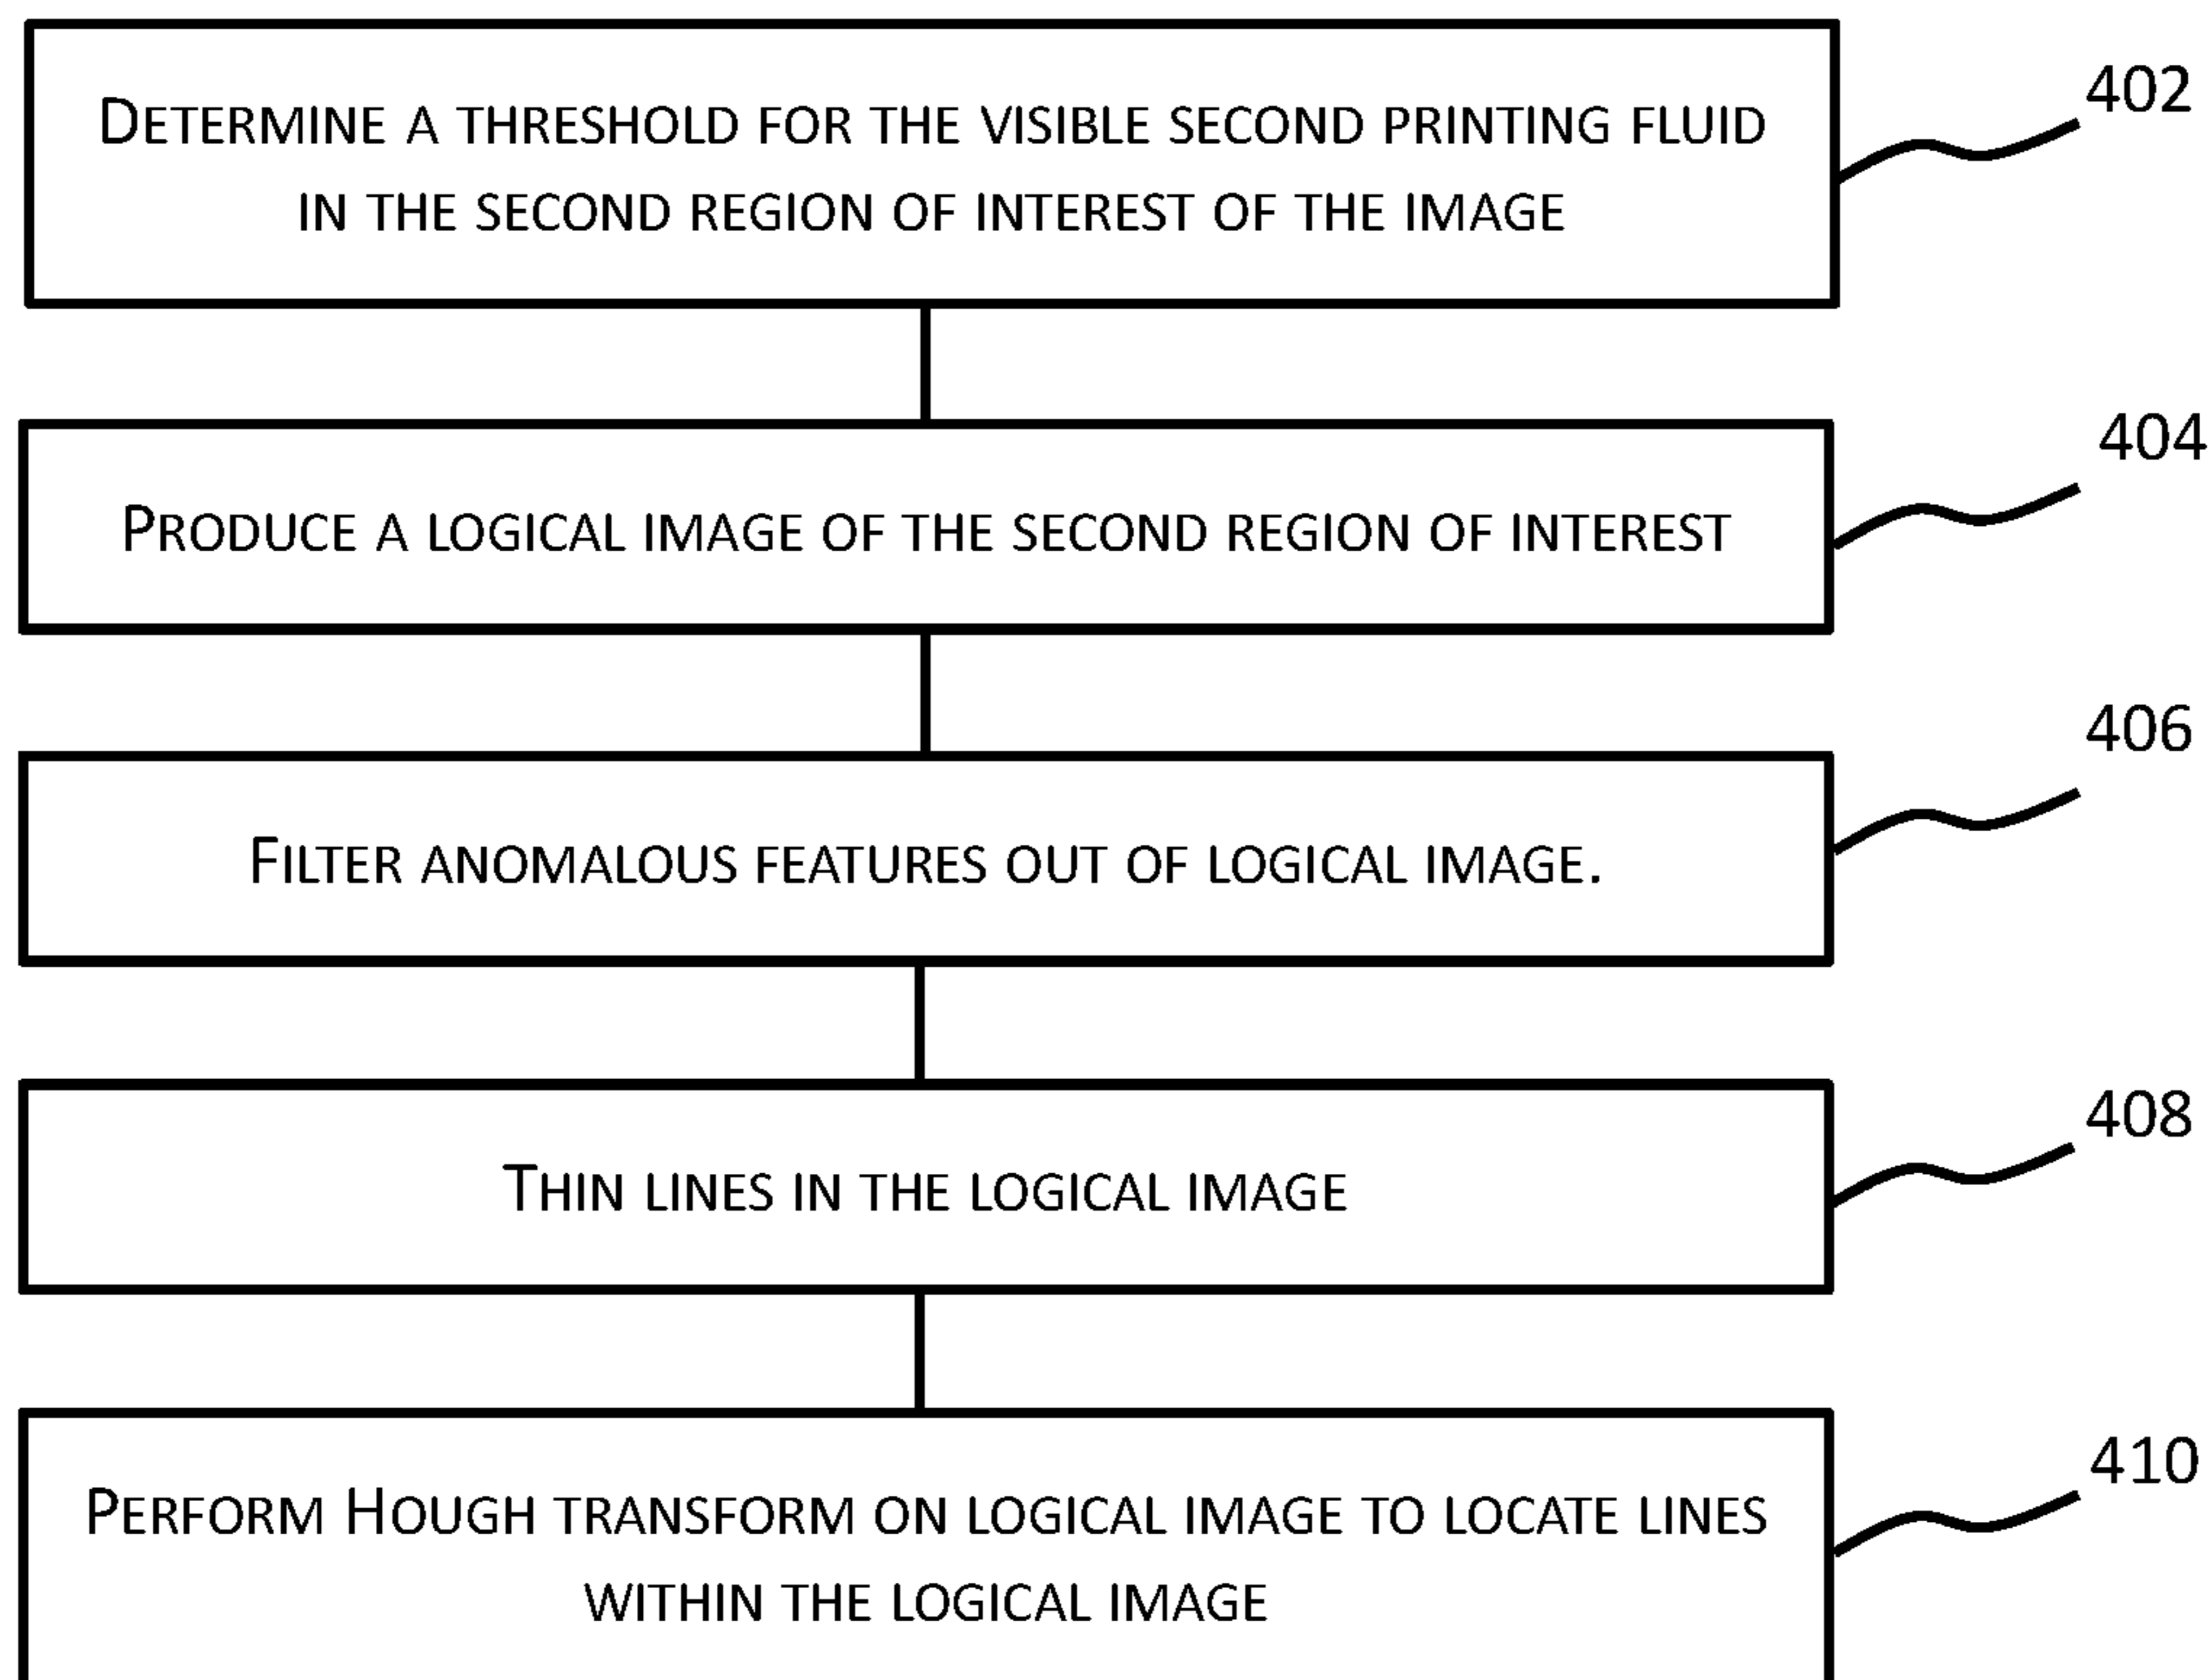 Determine a threshold for the visible second printing fluid
in the second region of interest of the image
402
Produce a logical image of the second region of interest
404
Filter anomalous features out of logical image.
406
Thin lines in the logical image
408
Perform Hough transform on logical image to locate lines
within the logical image
410